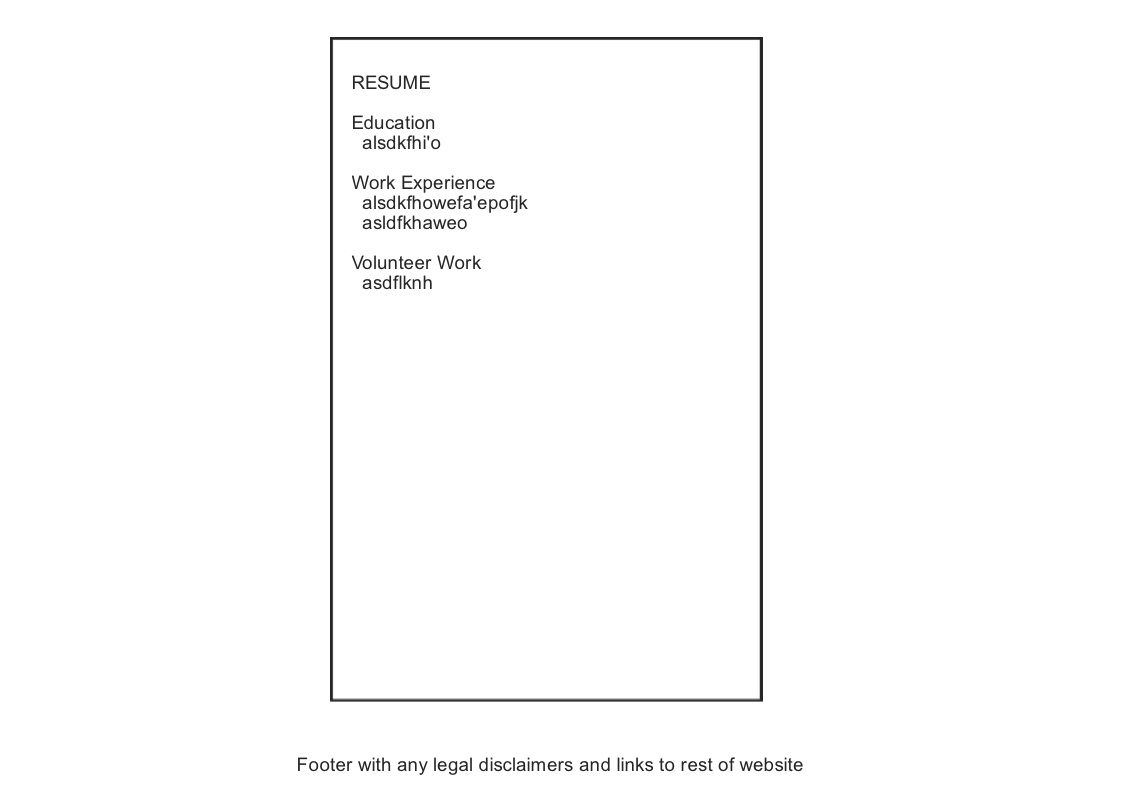 RESUME
Education
alsdkfhi'o
Work Experience
alsdkfhowefa'epofjk
asldfkhaweo
Volunteer Work
asdflknh
Footer with any legal disclaimers and links to rest of website